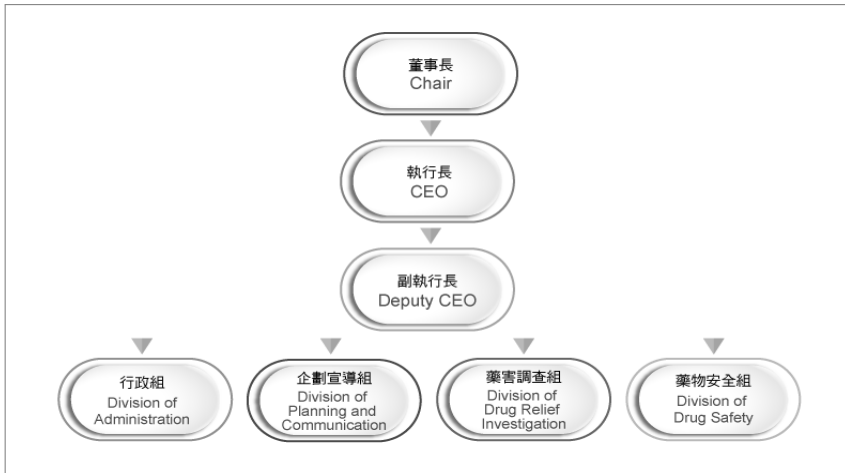 董事長
Chair
執行長
CEO
副執行長
Deputy CEO
行政組
Division of
Administration
企劃宣導組
Division of
Planning and
Communication
藥害調查組
Division of
Drug Relief
Investigation
藥物安全組
Division of
Drug Safety